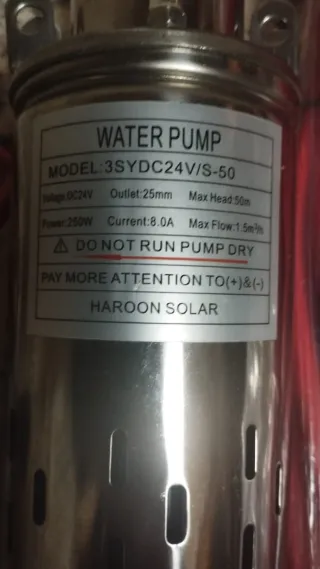 WATER PUMP
MODEL:3SYDC24V/S-50
Voltage:DC24V Outlet:25mm Max Head:50m
Power:250W Current:8.0A Max Flow:1.5m³/h
⚠ DO NOT RUN PUMP DRY
PAY MORE ATTENTION TO(+)&(-)
HAROON SOLAR